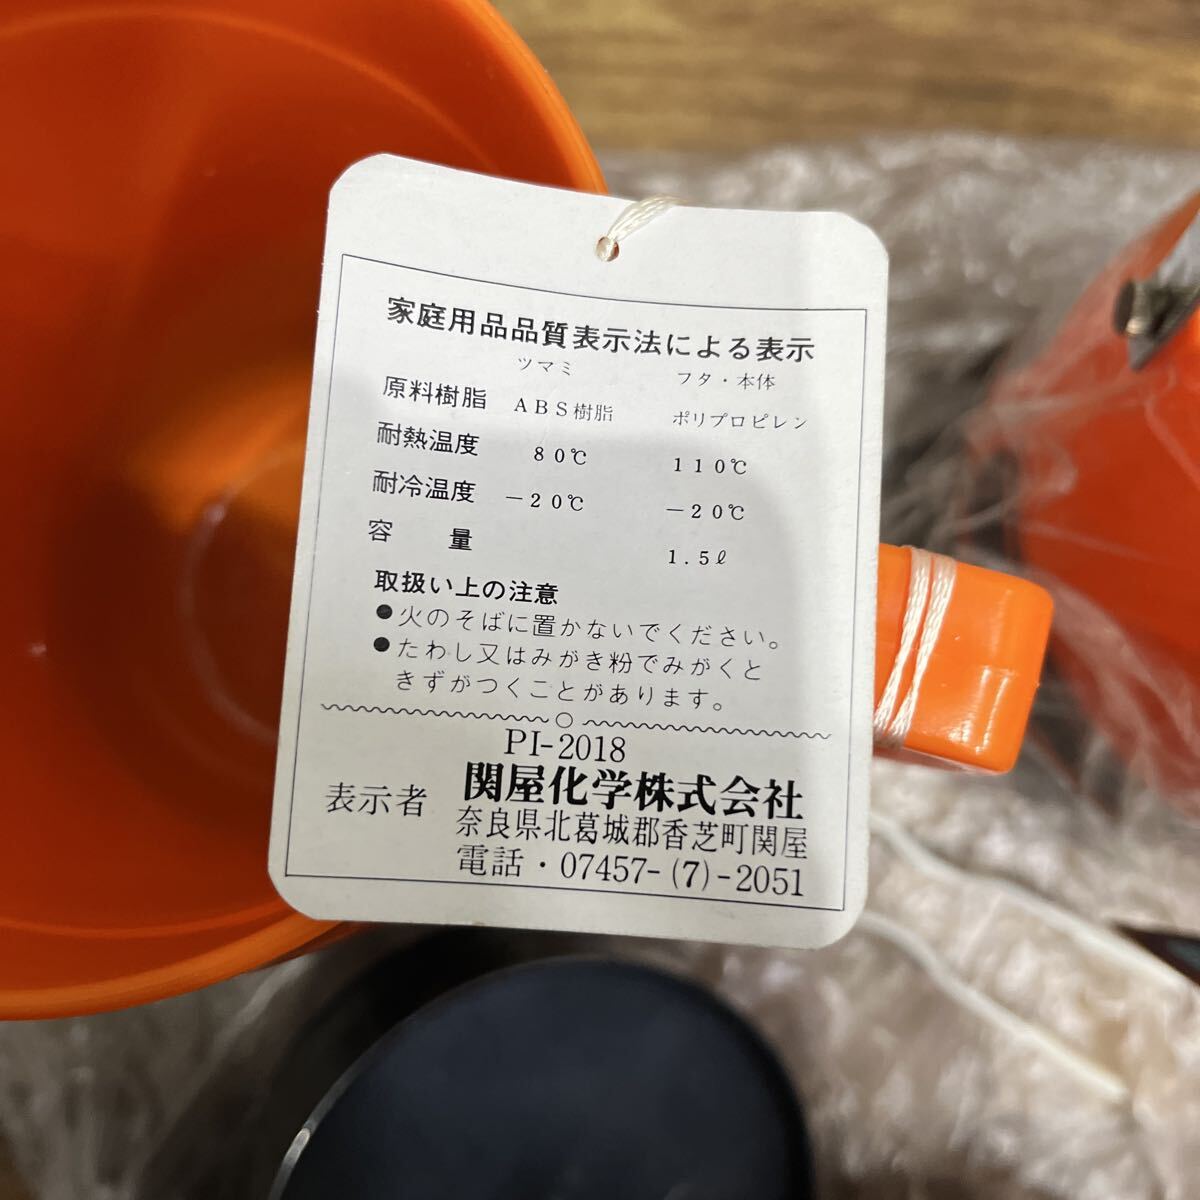 家庭用品品質表示法による表示
ツマミ　フタ・本体
原料樹脂　ABS樹脂　ポリプロピレン
耐熱温度　80℃　110℃
耐冷温度　−20℃　−20℃
容　量　1.5ℓ
取扱い上の注意
●火のそばに置かないでください。
●たわし又はみがき粉でみがくと
きずがつくことがあります。
PI-2018
表示者　関屋化学株式会社
奈良県北葛城郡香芝町関屋
電話・07457-(7)-2051